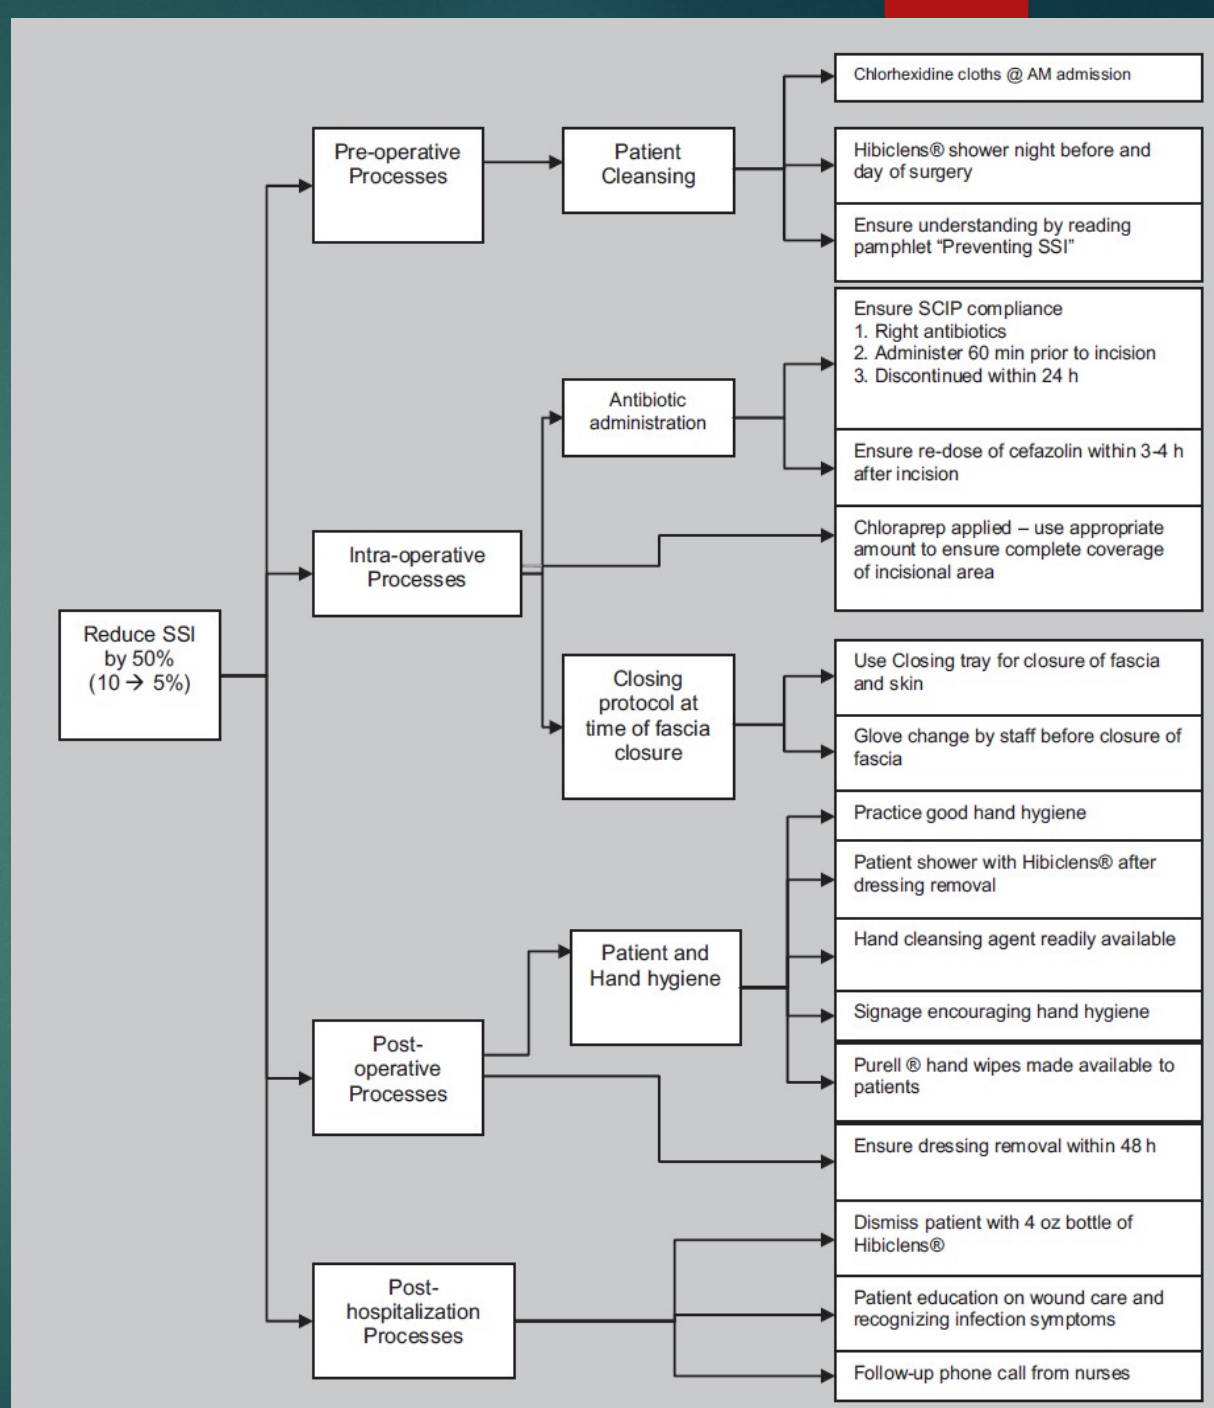 Chlorhexidine cloths @ AM admission
Pre-operative
Processes
Patient
Cleansing
Hibiclens® shower night before and
day of surgery
Ensure understanding by reading
pamphlet “Preventing SSI”
Ensure SCIP compliance
1. Right antibiotics
2. Administer 60 min prior to incision
3. Discontinued within 24 h
Antibiotic
administration
Ensure re-dose of cefazolin within 3-4 h
after incision
Intra-operative
Processes
Chloraprep applied – use appropriate
amount to ensure complete coverage
of incisional area
Reduce SSI
by 50%
(10 → 5%)
Closing
protocol at
time of fascia
closure
Use Closing tray for closure of fascia
and skin
Glove change by staff before closure of
fascia
Practice good hand hygiene
Patient shower with Hibiclens® after
dressing removal
Patient and
Hand hygiene
Hand cleansing agent readily available
Signage encouraging hand hygiene
Post-
operative
Processes
Purell ® hand wipes made available to
patients
Ensure dressing removal within 48 h
Dismiss patient with 4 oz bottle of
Hibiclens®
Post-
hospitalization
Processes
Patient education on wound care and
recognizing infection symptoms
Follow-up phone call from nurses